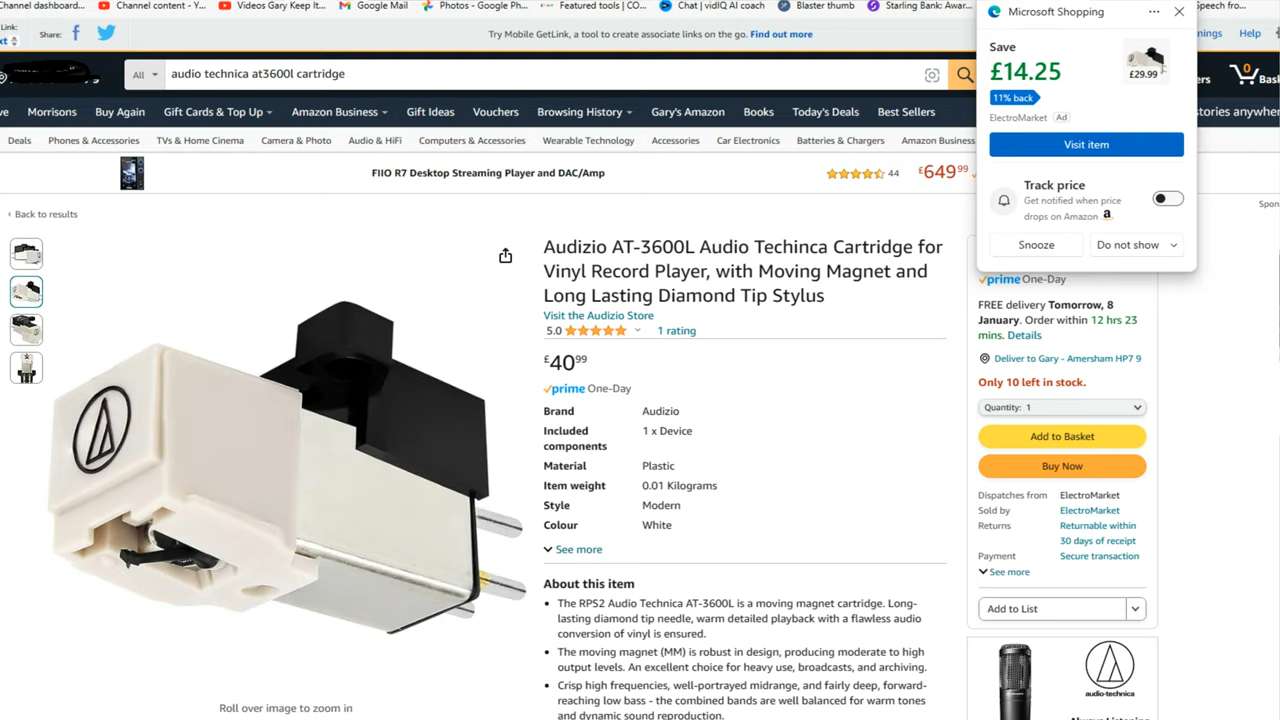 Channel dashboard...
Channel content - Y...
Videos Gary Keep It...
Gmail
Photos - Google Ph...
Featured tools | CO...
Chat | vidIQ AI coach
Blaster thumb
Starling Bank: Awar...
Speech from...
Link:
Share:
Try Mobile GetLink, a tool to create associate links on the go. Find out more
Help
All
audio technica at3600l cartridge
0
Morrisons
Buy Again
Gift Cards & Top Up
Amazon Business
Gift Ideas
Vouchers
Browsing History
Gary's Amazon
Books
Today's Deals
Best Sellers
Deals
Phones & Accessories
TVs & Home Cinema
Camera & Photo
Audio & HiFi
Computers & Accessories
Wearable Technology
Accessories
Car Electronics
Batteries & Chargers
Amazon Business
FIIO R7 Desktop Streaming Player and DAC/Amp
44
£649.99
‹ Back to results
Audizio AT-3600L Audio Techinca Cartridge for
Vinyl Record Player, with Moving Magnet and
Long Lasting Diamond Tip Stylus
Visit the Audizio Store
5.0
1 rating
£40.99
prime One-Day
Brand Audizio
Included components 1 x Device
Material Plastic
Item weight 0.01 Kilograms
Style Modern
Colour White
See more
About this item
• The RPS2 Audio Technica AT-3600L is a moving magnet cartridge. Long-
lasting diamond tip needle, warm detailed playback with a flawless audio
conversion of vinyl is ensured.
• The moving magnet (MM) is robust in design, producing moderate to high
output levels. An excellent choice for heavy use, broadcasts, and archiving.
• Crisp high frequencies, well-portrayed midrange, and fairly deep, forward-
reaching low bass - the combined bands are well balanced for warm tones
and dynamic sound reproduction.
Roll over image to zoom in
Microsoft Shopping
Save
£14.25
£29.99
11% back
ElectroMarket Ad
Visit item
Track price
Get notified when price
drops on Amazon
Snooze
Do not show
stories anywhere
prime One-Day
FREE delivery Tomorrow, 8
January. Order within 12 hrs 23
mins. Details
Deliver to Gary - Amersham HP7 9
Only 10 left in stock.
Quantity: 1
Add to Basket
Buy Now
Dispatches from ElectroMarket
Sold by ElectroMarket
Returns Returnable within
30 days of receipt
Payment Secure transaction
See more
Add to List
audio-technica